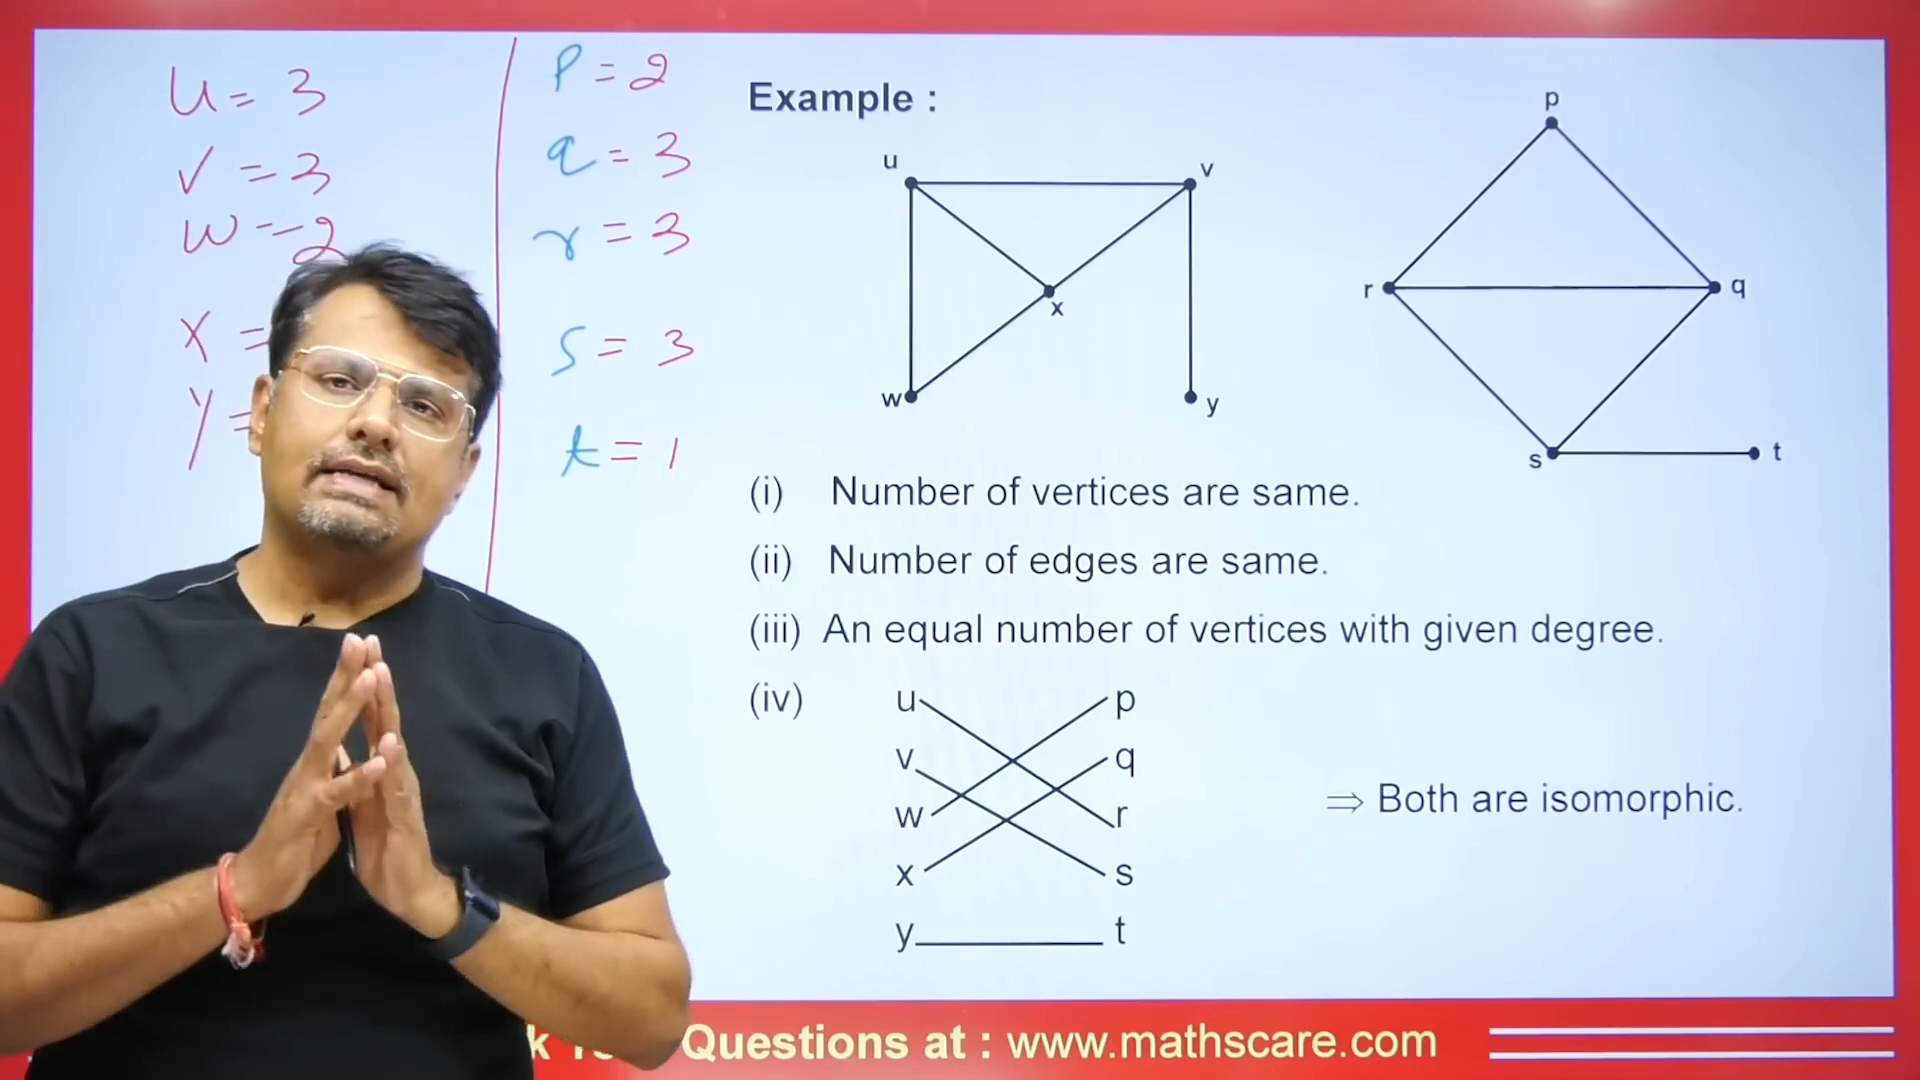 u = 3
v = 3
w = 2
x =
y =
p = 2
q = 3
r = 3
s = 3
t = 1
Example :
u
v
x
w
y
p
r
q
s
t
(i) Number of vertices are same.
(ii) Number of edges are same.
(iii) An equal number of vertices with given degree.
(iv)
u p
v q
w r
x s
y t
⇒ Both are isomorphic.
Questions at : www.mathscare.com